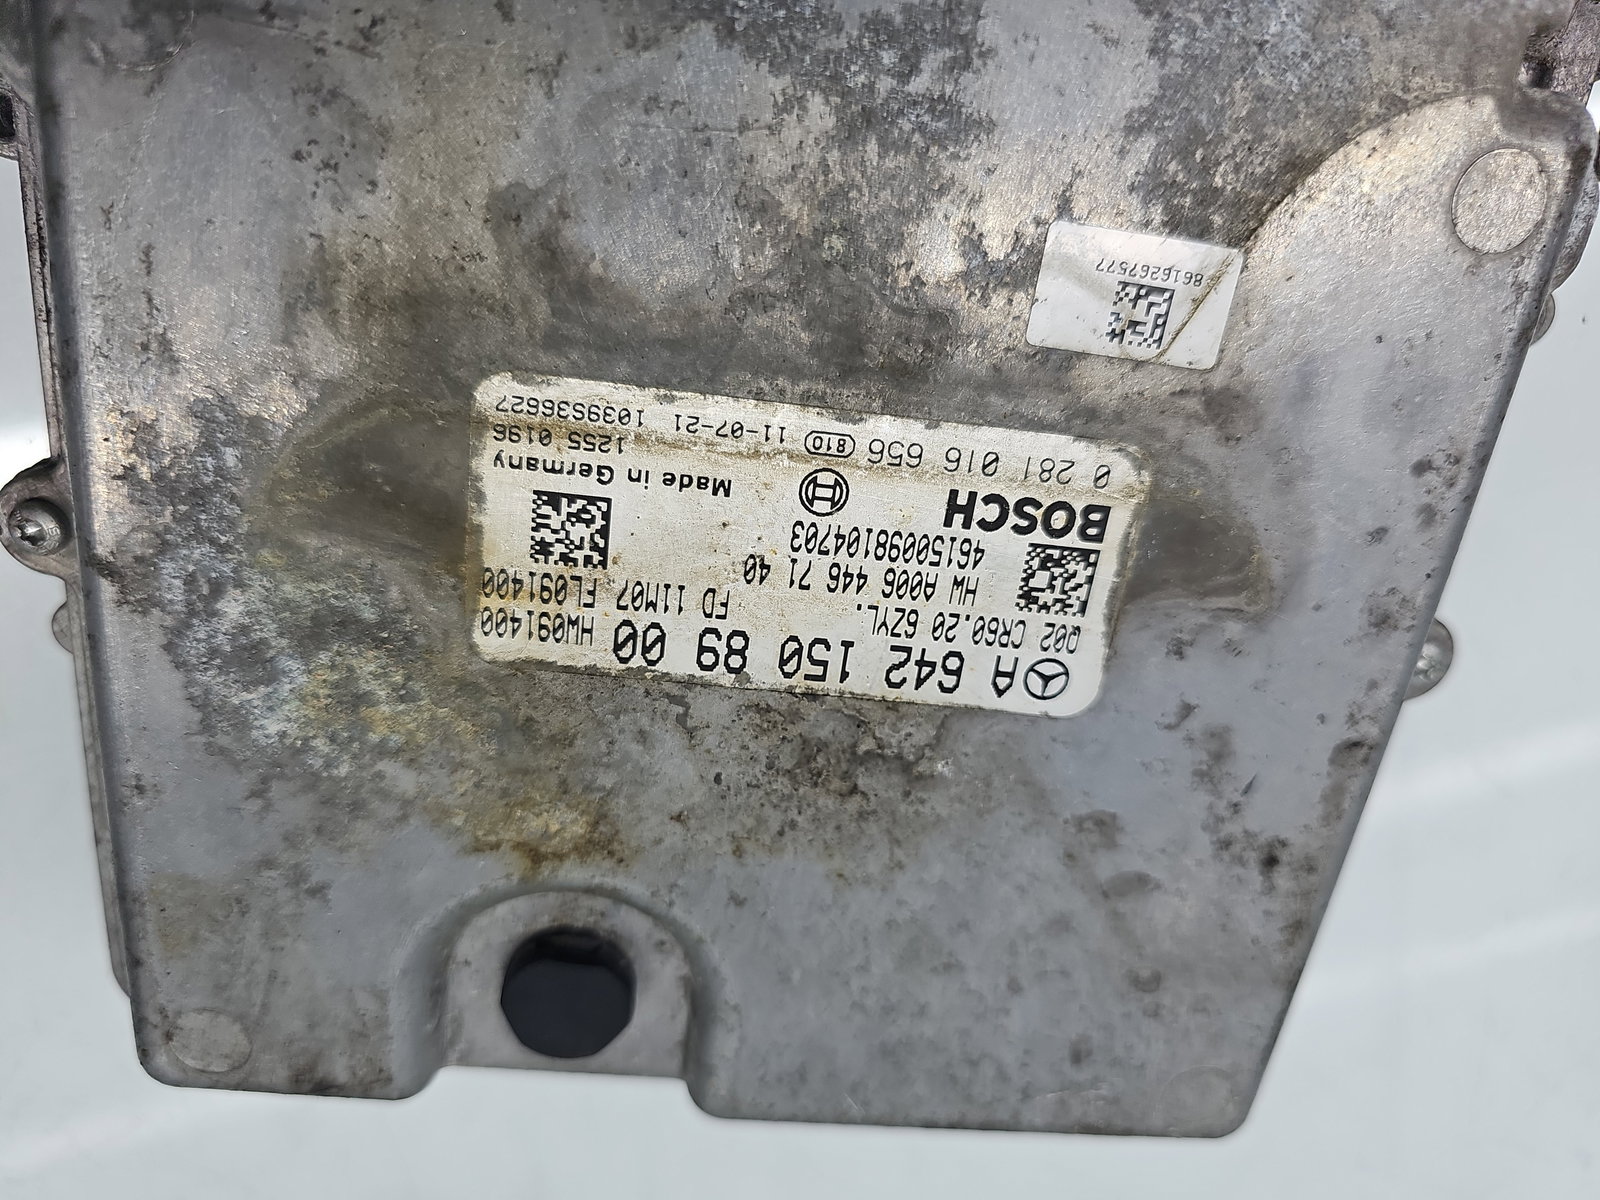 A 642 150 89 00 HW091400
Q02 CR60.20 6ZYL. FD 11M07 FL091400
HW A006 446 71 40
46150098104703
BOSCH
Made in Germany
1255 0196
0 281 016 656 810 11-07-21 1039S36627
8616267577